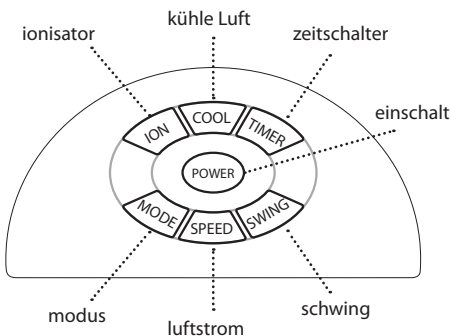 kühle Luft
ionisator
zeitschalter
COOL
ION
TIMER
einschalt
POWER
MODE
SPEED
SWING
modus
luftstrom
schwing